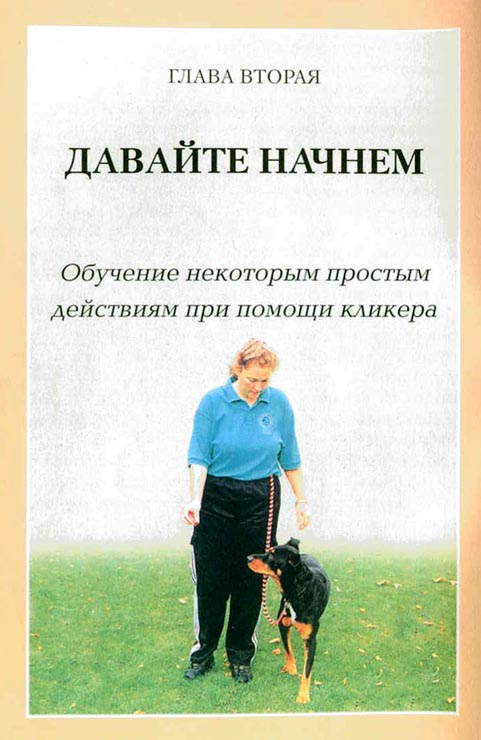 ГЛАВА ВТОРАЯ
ДАВАЙТЕ НАЧНЕМ
Обучение некоторым простым
действиям при помощи кликера